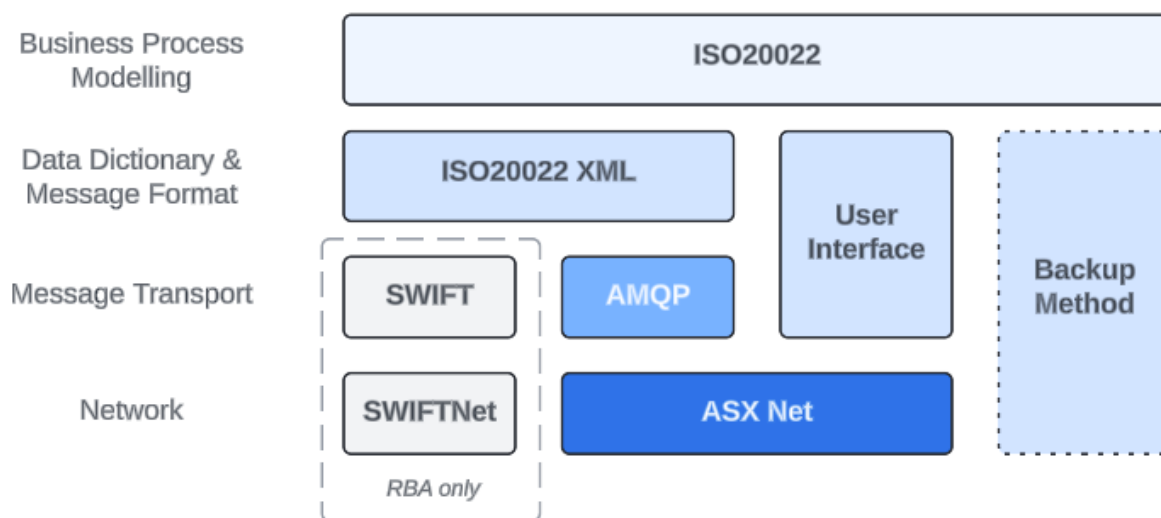 Business Process
Modelling
ISO20022
Data Dictionary &
Message Format
ISO20022 XML
User
Interface
Backup
Method
Message Transport
SWIFT
AMQP
Network
SWIFTNet
ASX Net
RBA only